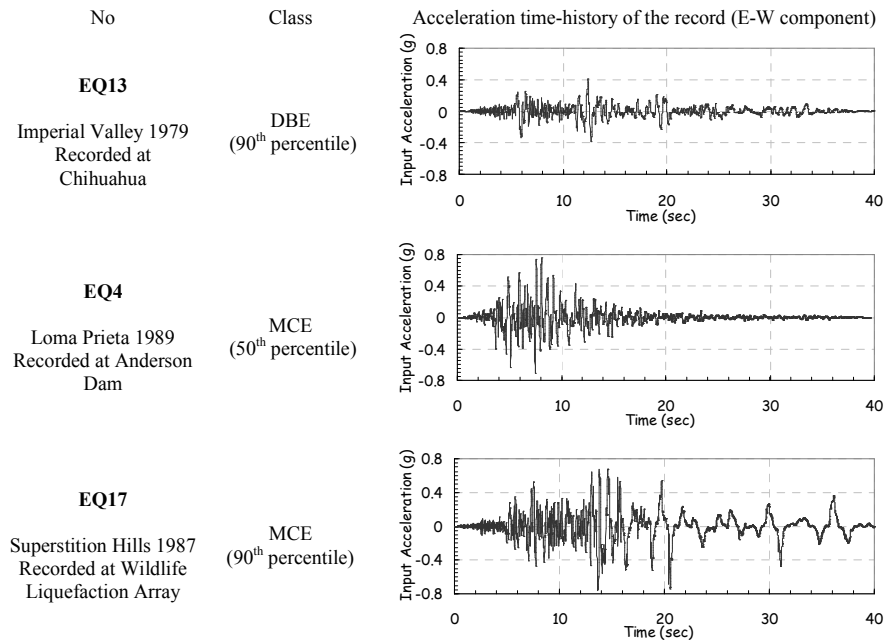 No
Class
Acceleration time-history of the record (E-W component)
EQ13
Imperial Valley 1979
Recorded at
Chihuahua
DBE
(90th percentile)
Input Acceleration (g)
0.8
0.4
0
-0.4
-0.8
0 10 20 30 40
Time (sec)
EQ4
Loma Prieta 1989
Recorded at Anderson
Dam
MCE
(50th percentile)
Input Acceleration (g)
0.8
0.4
0
-0.4
-0.8
0 10 20 30 40
Time (sec)
EQ17
Superstition Hills 1987
Recorded at Wildlife
Liquefaction Array
MCE
(90th percentile)
Input Acceleration (g)
0.8
0.4
0
-0.4
-0.8
0 10 20 30 40
Time (sec)